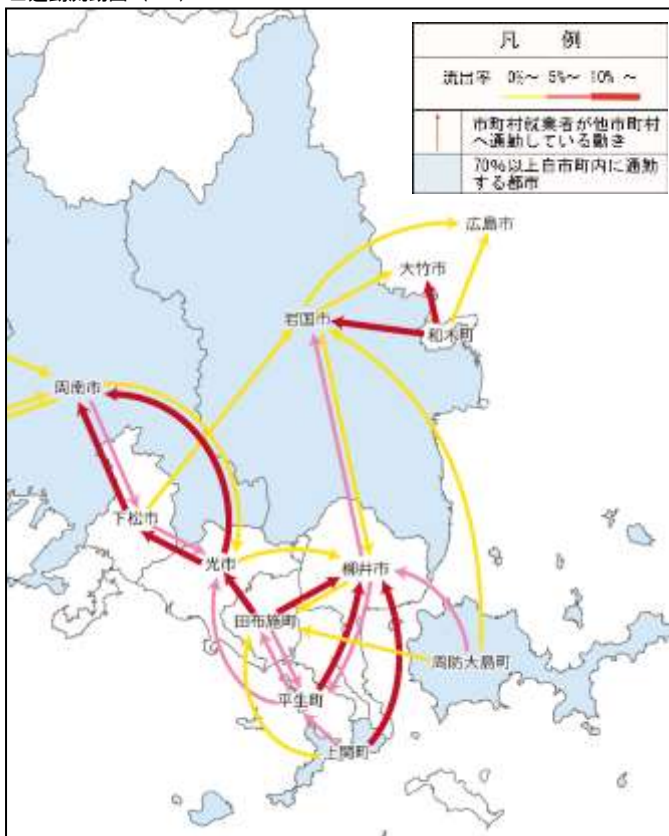 凡 例
流出率 0%～ 5%～ 10% ～
市町村就業者が他市町村
へ通勤している動き
70%以上自市町内に通勤
する都市
広島市
大竹市
岩国市
和木町
周南市
下松市
光市
柳井市
田布施町
周防大島町
平生町
上関町